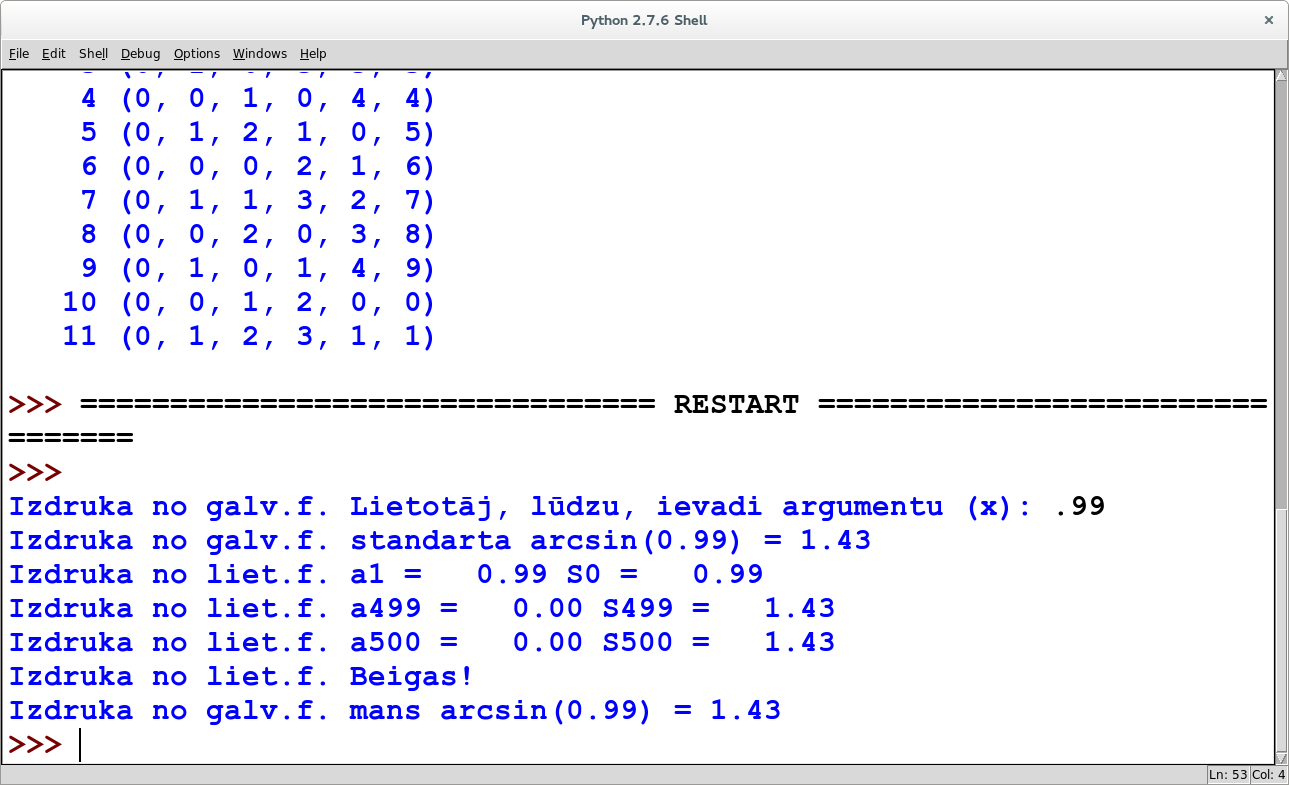 Python 2.7.6 Shell ×
File Edit Shell Debug Options Windows Help
4 (0, 0, 1, 0, 4, 4)
5 (0, 1, 2, 1, 0, 5)
6 (0, 0, 0, 2, 1, 6)
7 (0, 1, 1, 3, 2, 7)
8 (0, 0, 2, 0, 3, 8)
9 (0, 1, 0, 1, 4, 9)
10 (0, 0, 1, 2, 0, 0)
11 (0, 1, 2, 3, 1, 1)
>>> ================================ RESTART =========================
=======
>>>
Izdruka no galv.f. Lietotāj, lūdzu, ievadi argumentu (x): .99
Izdruka no galv.f. standarta arcsin(0.99) = 1.43
Izdruka no liet.f. a1 =   0.99 S0 =   0.99
Izdruka no liet.f. a499 =   0.00 S499 =   1.43
Izdruka no liet.f. a500 =   0.00 S500 =   1.43
Izdruka no liet.f. Beigas!
Izdruka no galv.f. mans arcsin(0.99) = 1.43
>>>
Ln: 53 Col: 4